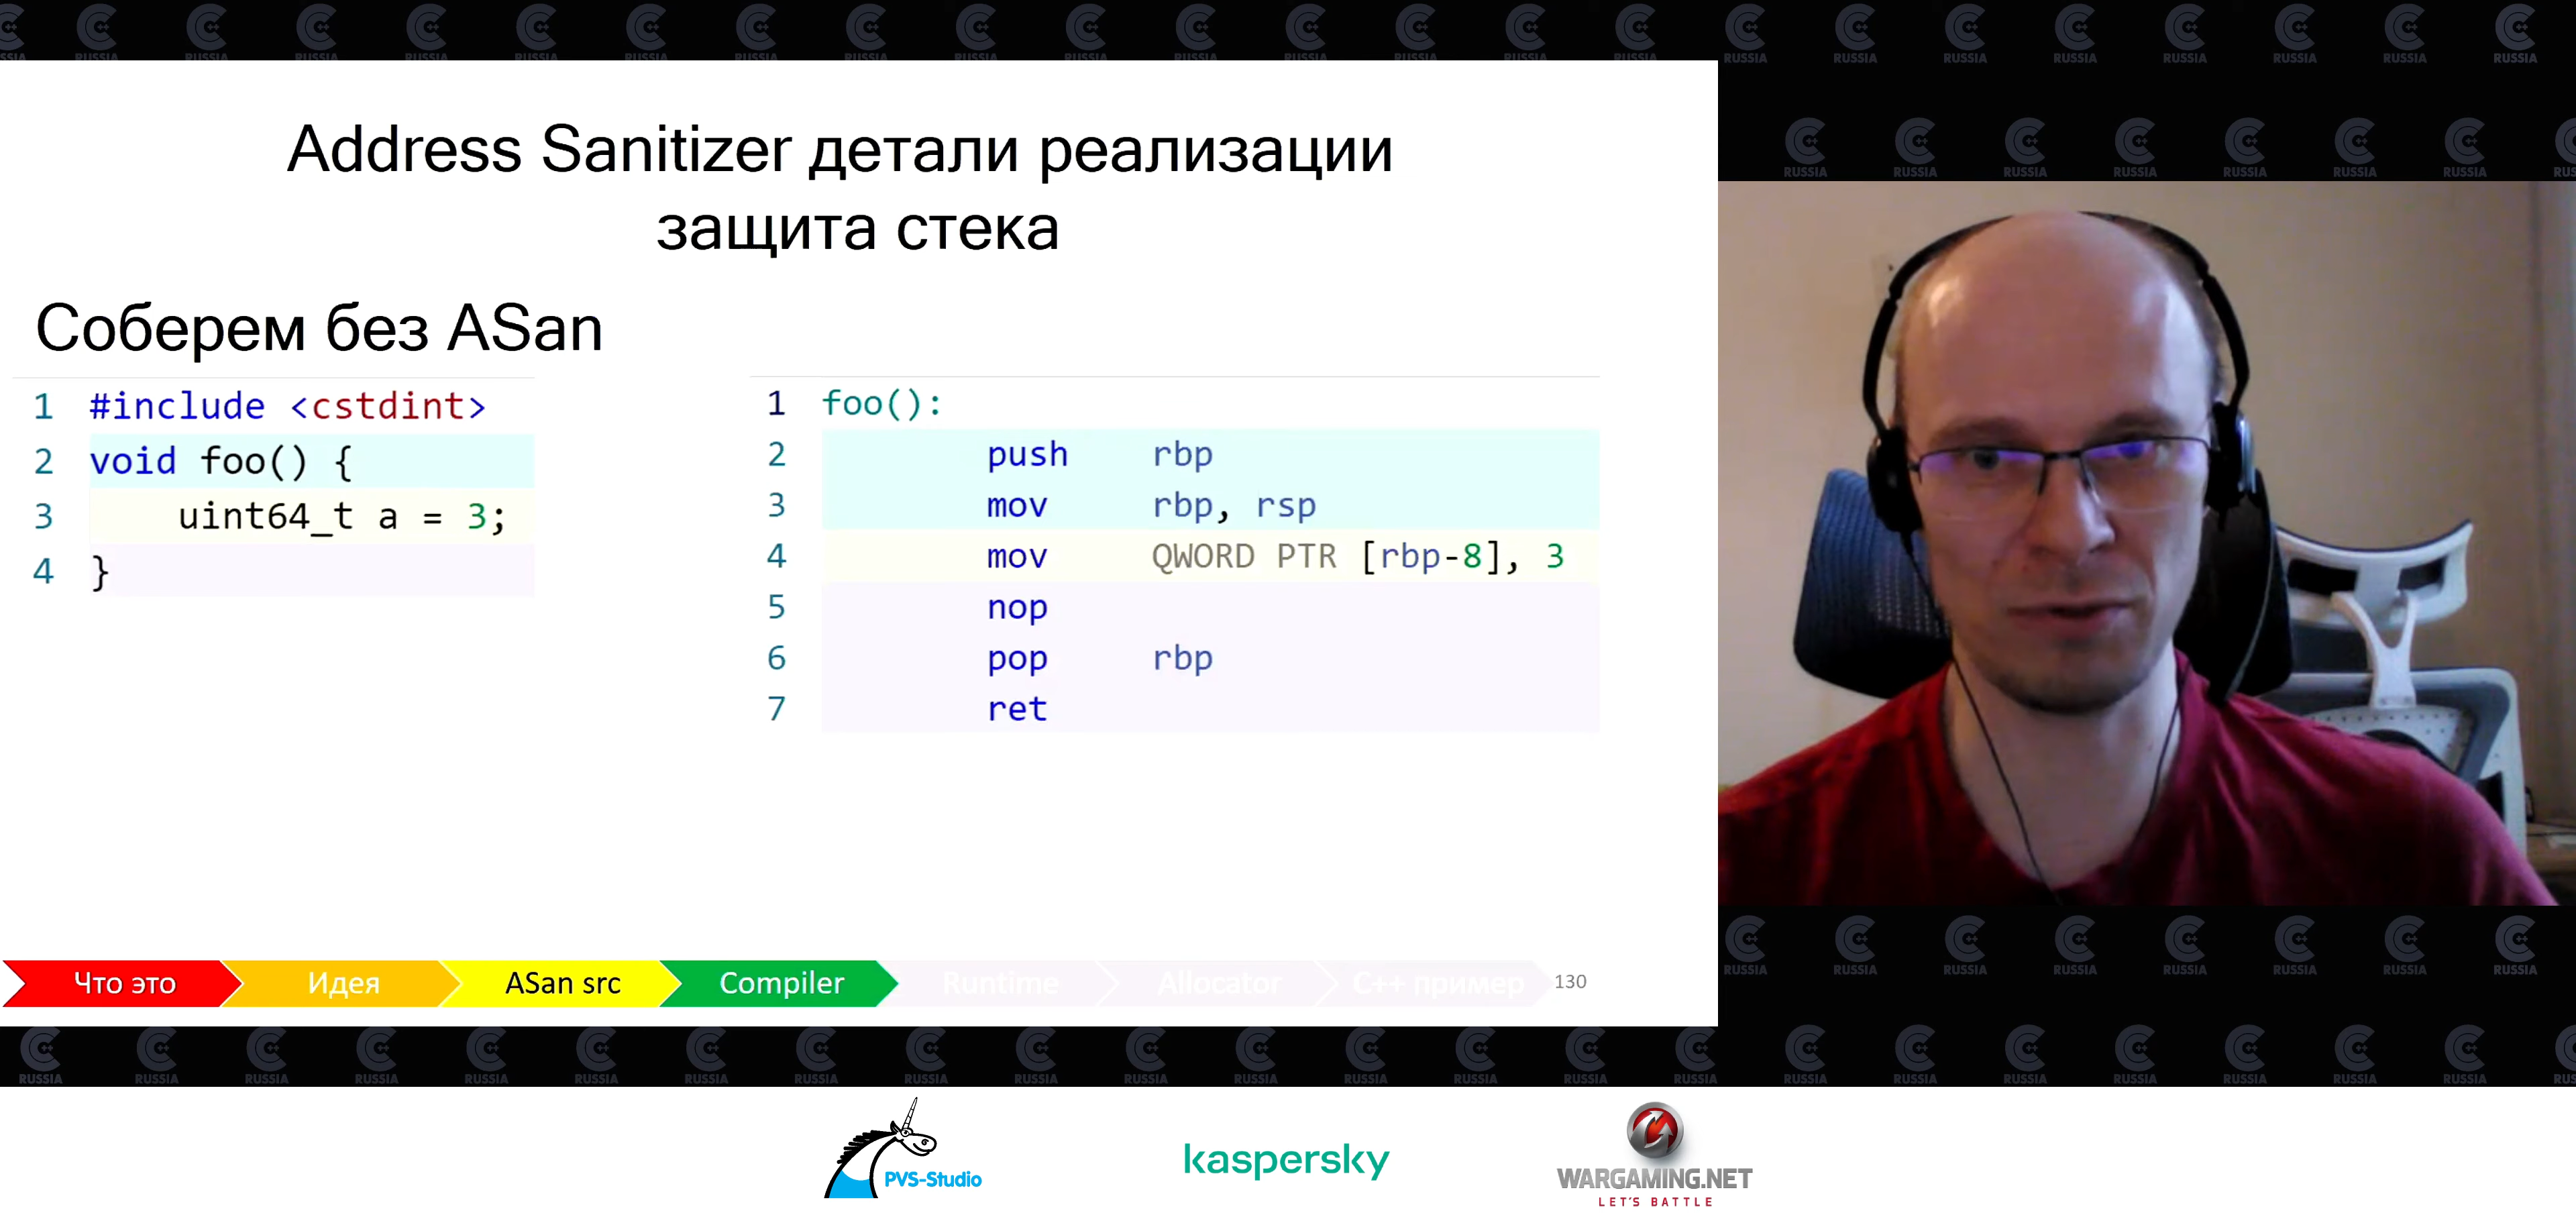 Address Sanitizer детали реализации
защита стека
Соберем без ASan
1 #include <cstdint>
2 void foo() {
3 uint64_t a = 3;
4 }
1 foo():
2 push rbp
3 mov rbp, rsp
4 mov QWORD PTR [rbp-8], 3
5 nop
6 pop rbp
7 ret
Что это Идея ASan src Compiler Runtime Allocator C++ пример 130
PVS-Studio
kaspersky
WARGAMING.NET
LET'S BATTLE
RUSSIA